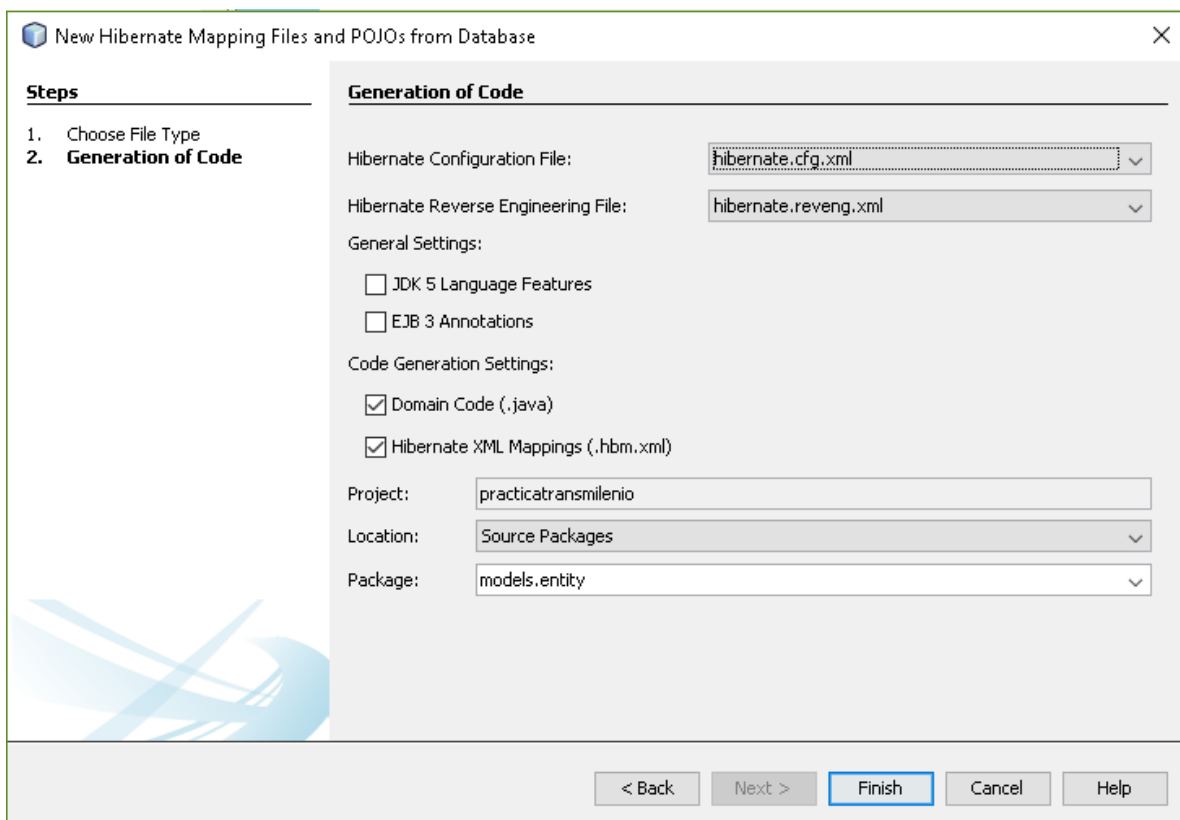 New Hibernate Mapping Files and POJOs from Database
Steps
1. Choose File Type
2. Generation of Code
Generation of Code
Hibernate Configuration File: hibernate.cfg.xml
Hibernate Reverse Engineering File: hibernate.reveng.xml
General Settings:
JDK 5 Language Features
EJB 3 Annotations
Code Generation Settings:
Domain Code (.java)
Hibernate XML Mappings (.hbm.xml)
Project: practicatransmilenio
Location: Source Packages
Package: models.entity
< Back Next > Finish Cancel Help